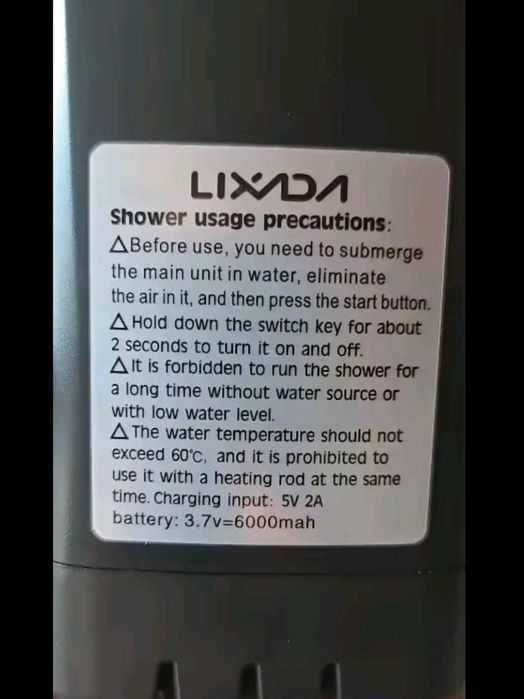 LIXADA
Shower usage precautions:
△Before use, you need to submerge
the main unit in water, eliminate
the air in it, and then press the start button.
△Hold down the switch key for about
2 seconds to turn it on and off.
△It is forbidden to run the shower for
a long time without water source or
with low water level.
△The water temperature should not
exceed 60℃, and it is prohibited to
use it with a heating rod at the same
time. Charging input: 5V 2A
battery: 3.7v=6000mah